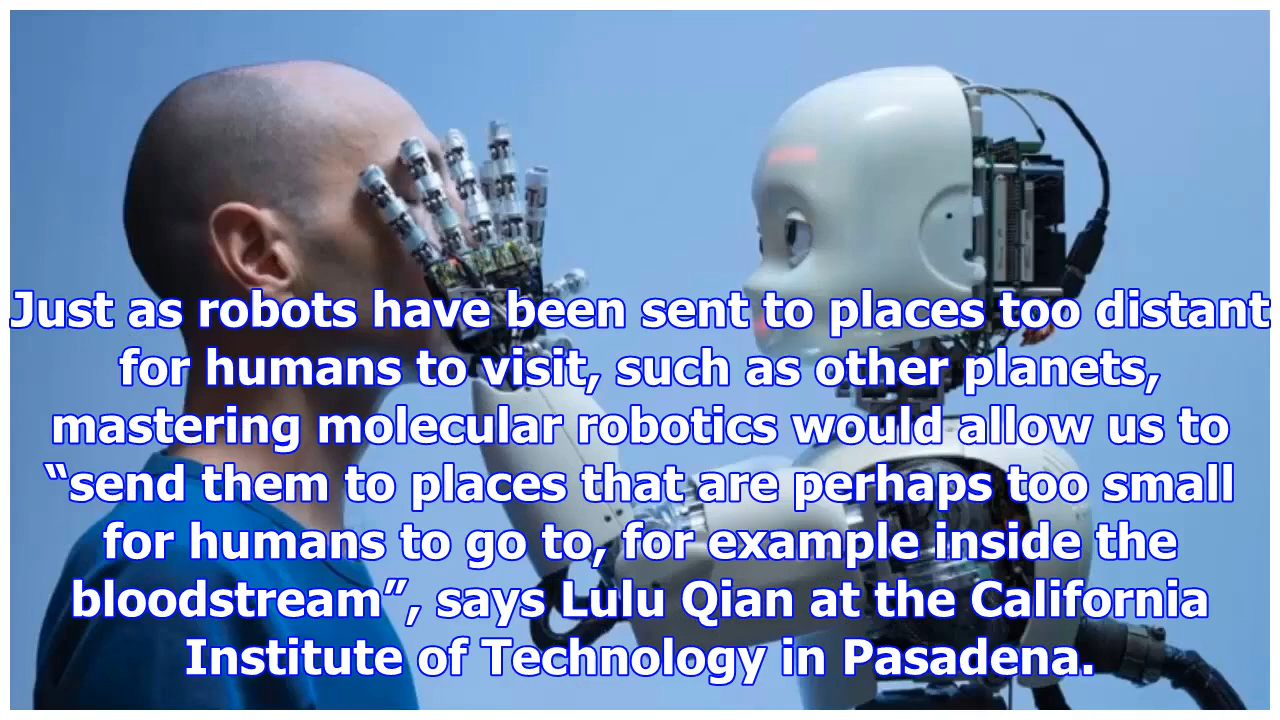 Just as robots have been sent to places too distant
for humans to visit, such as other planets,
mastering molecular robotics would allow us to
“send them to places that are perhaps too small
for humans to go to, for example inside the
bloodstream”, says Lulu Qian at the California
Institute of Technology in Pasadena.